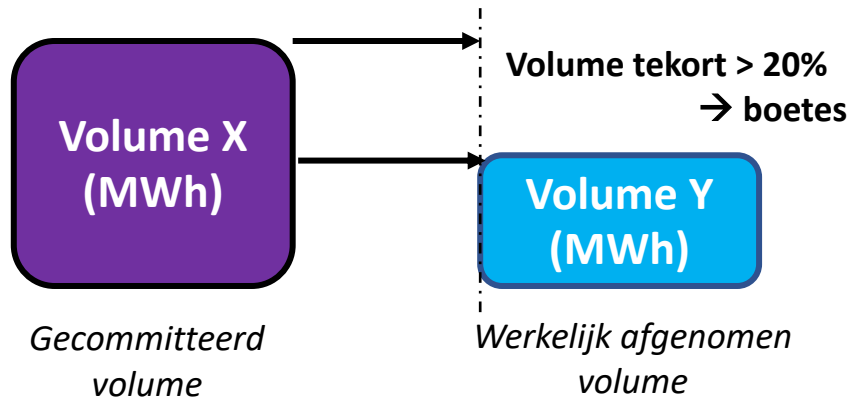 Volume X
(MWh)
Gecommitteerd
volume
Volume tekort > 20%
→ boetes
Volume Y
(MWh)
Werkelijk afgenomen
volume